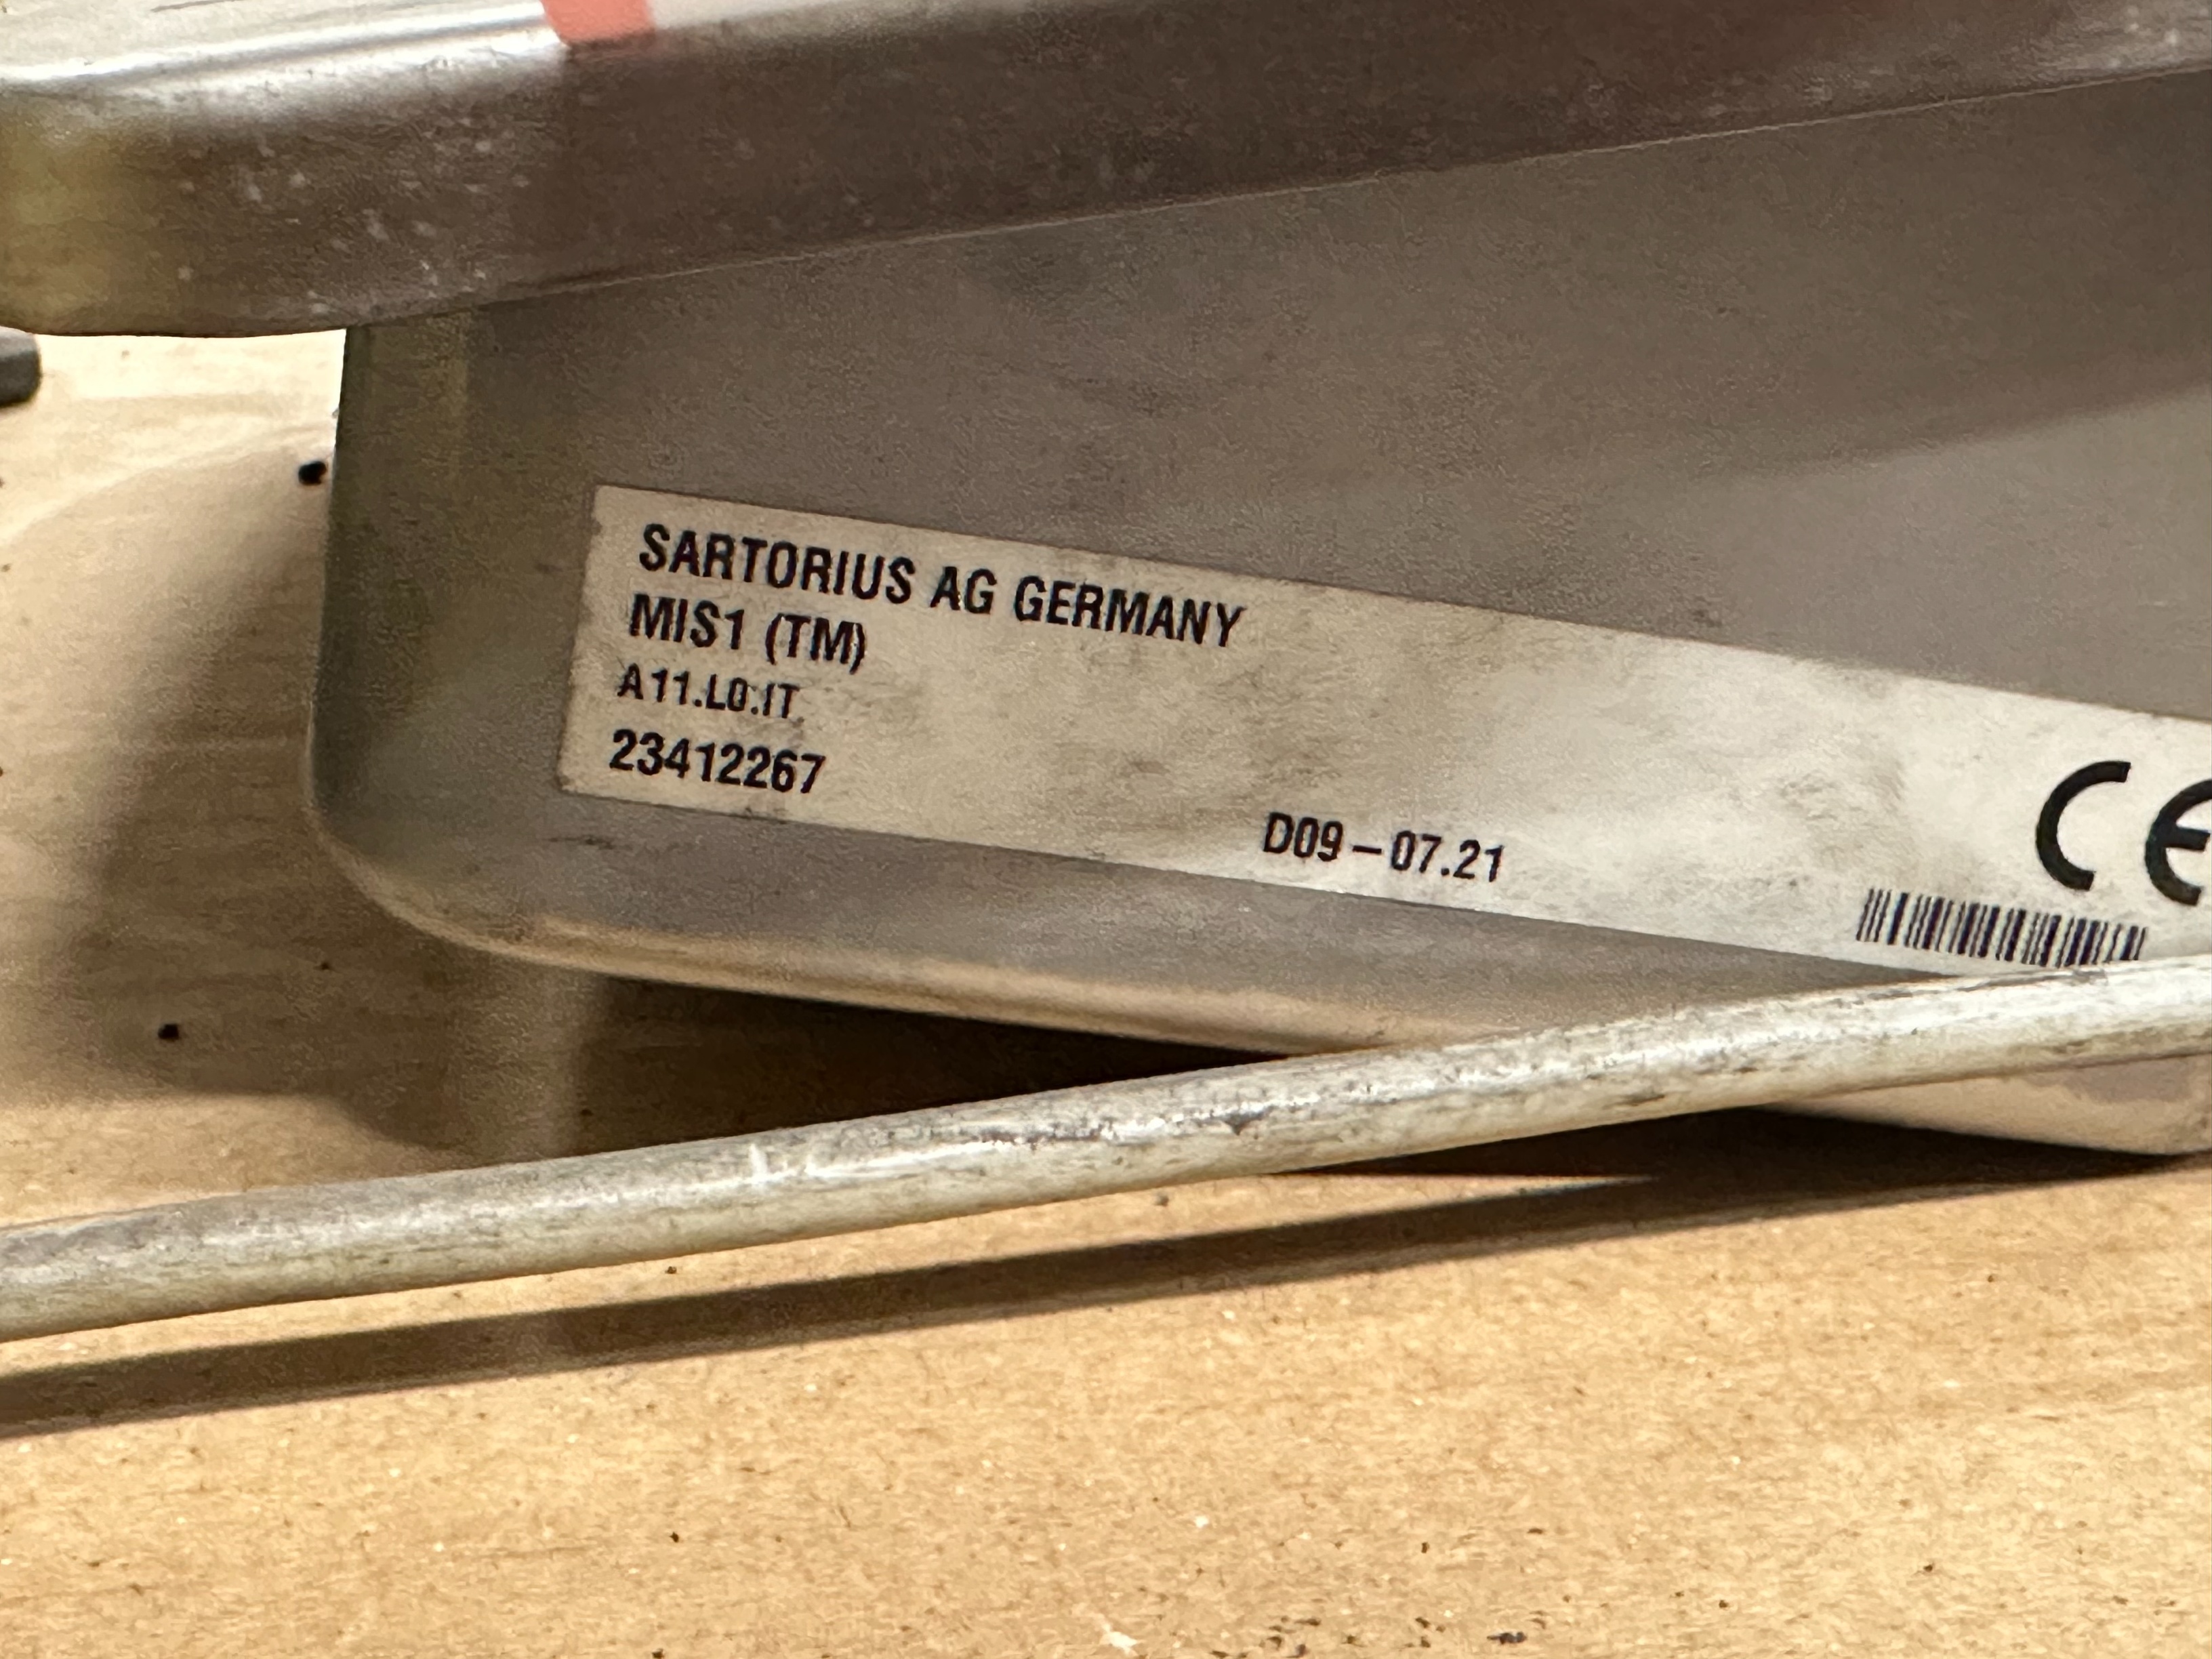 SARTORIUS AG GERMANY
MIS1 (TM)
A11.L0.IT
23412267
D09-07.21
CE